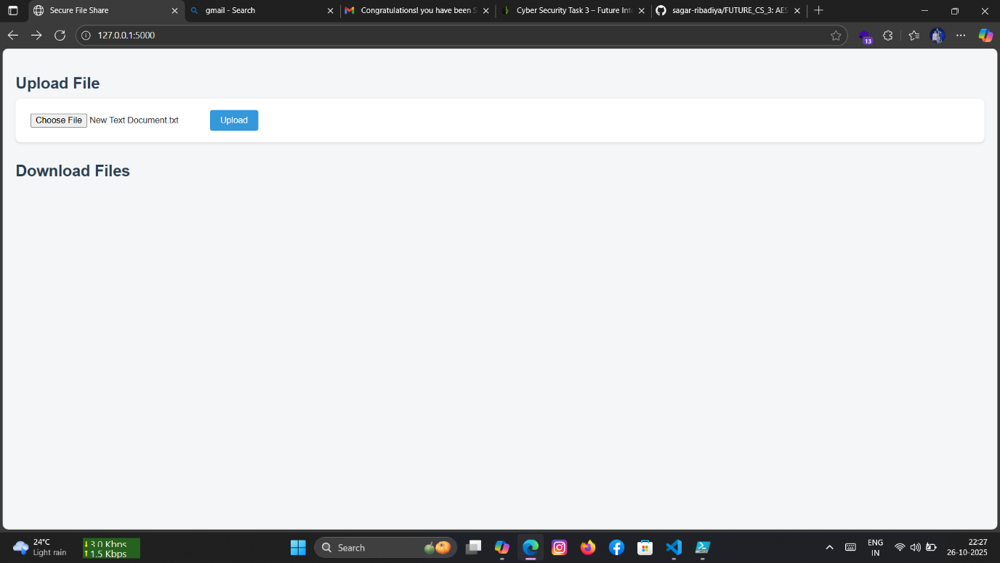 Secure File Share
gmail - Search
Congratulations! you have been S
Cyber Security Task 3 – Future Inte
sagar-ribadiya/FUTURE_CS_3: AES
127.0.0.1:5000
13
Upload File
Choose File New Text Document.txt Upload
Download Files
24°C
Light rain
3.0 Kbps
1.5 Kbps
Search
ENG
IN
22:27
26-10-2025